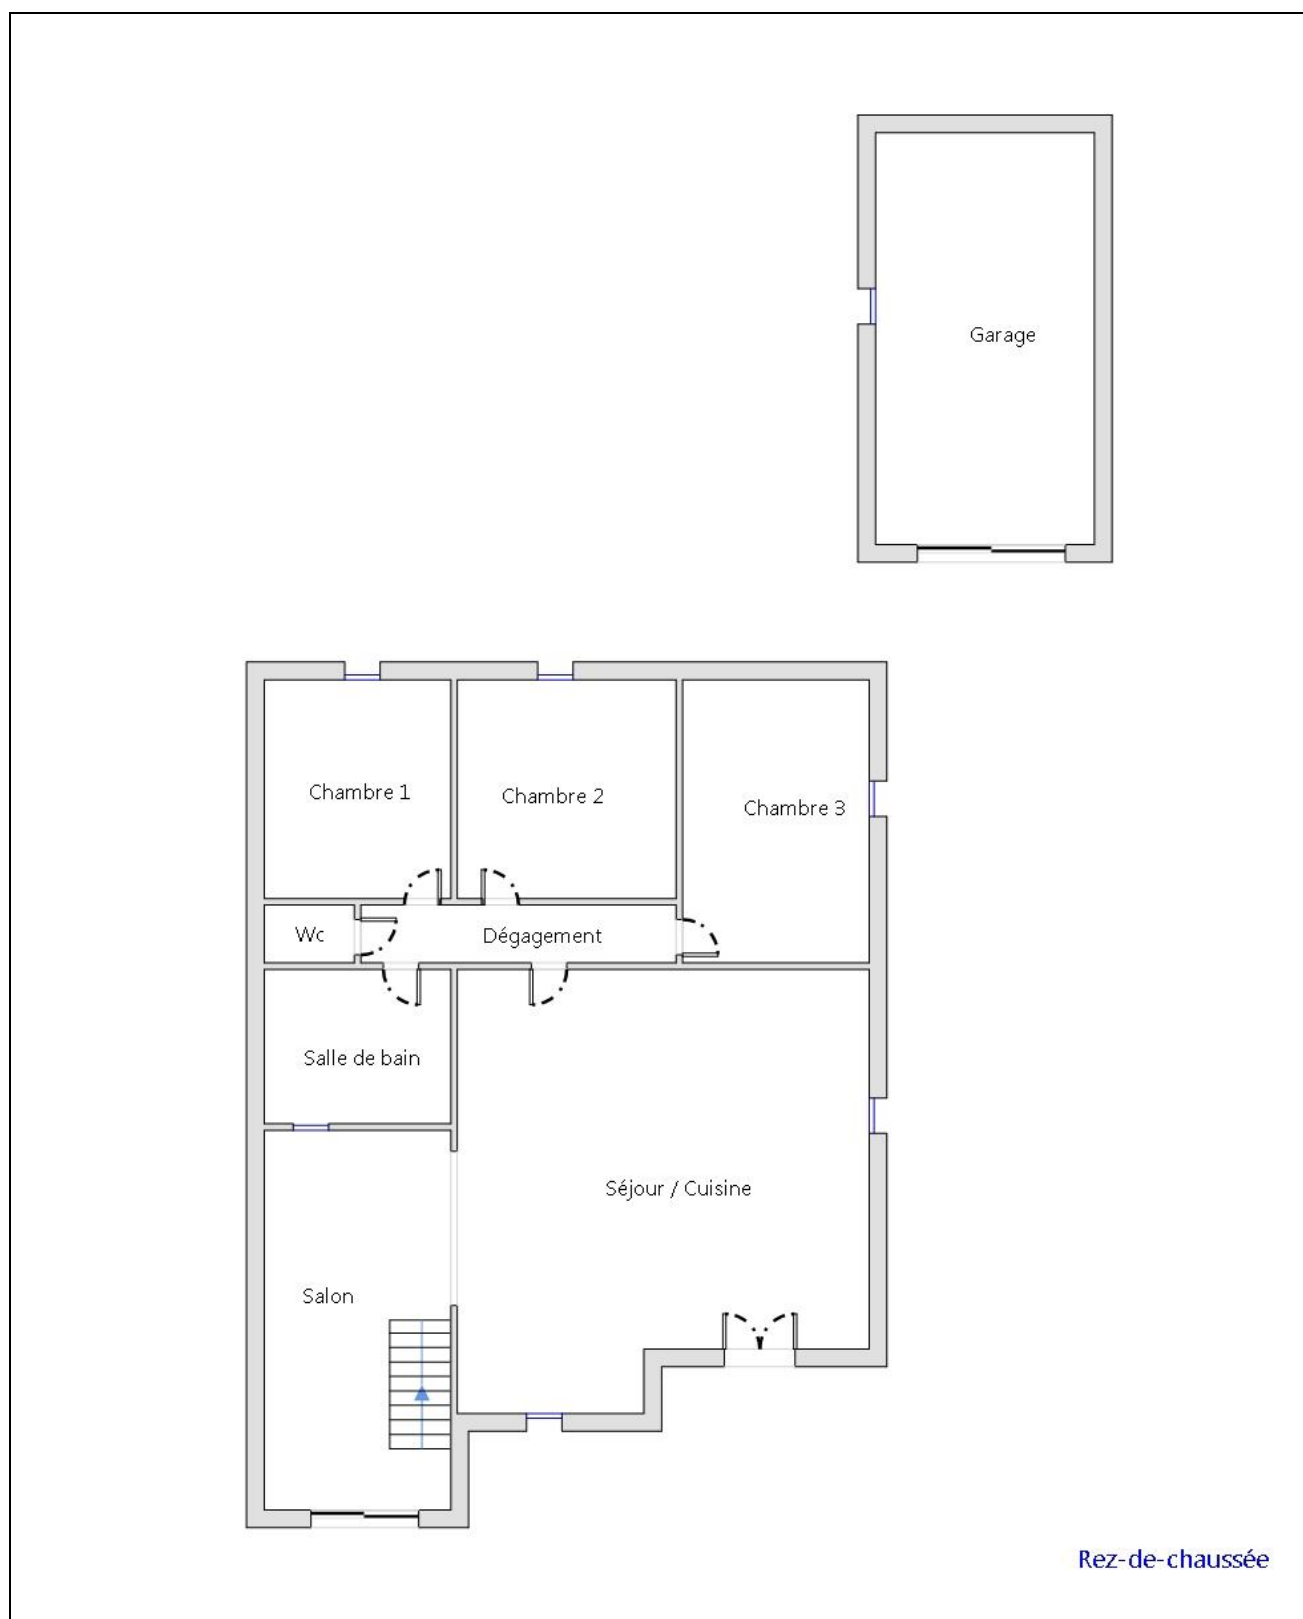 Garage
Chambre 1
Chambre 2
Chambre 3
Wc
Dégagement
Salle de bain
Séjour / Cuisine
Salon
Rez-de-chaussée